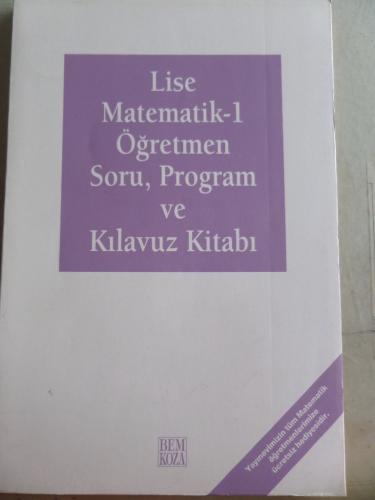 Lise
Matematik-1
Öğretmen
Soru, Program
ve
Kılavuz Kitabı
Yayınevimizin tüm Matematik
öğretmenlerimize
ücretsiz hediyesidir.
BEM
KOZA